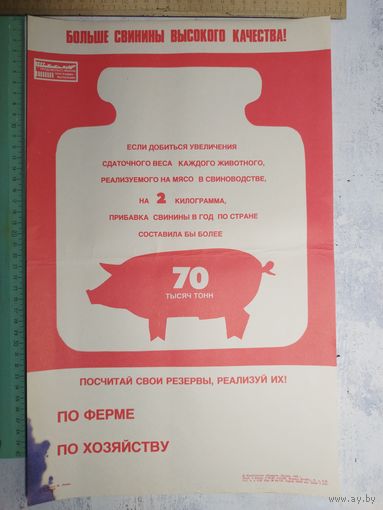 БОЛЬШЕ СВИНИНЫ ВЫСОКОГО КАЧЕСТВА!
ЕСЛИ ДОБИТЬСЯ УВЕЛИЧЕНИЯ
СДАТОЧНОГО ВЕСА КАЖДОГО ЖИВОТНОГО,
РЕАЛИЗУЕМОГО НА МЯСО В СВИНОВОДСТВЕ,
НА 2 КИЛОГРАММА,
ПРИБАВКА СВИНИНЫ В ГОД ПО СТРАНЕ
СОСТАВИЛА БЫ БОЛЕЕ
70
ТЫСЯЧ ТОНН
ПОСЧИТАЙ СВОИ РЕЗЕРВЫ, РЕАЛИЗУЙ ИХ!
ПО ФЕРМЕ
ПО ХОЗЯЙСТВУ
ay.by